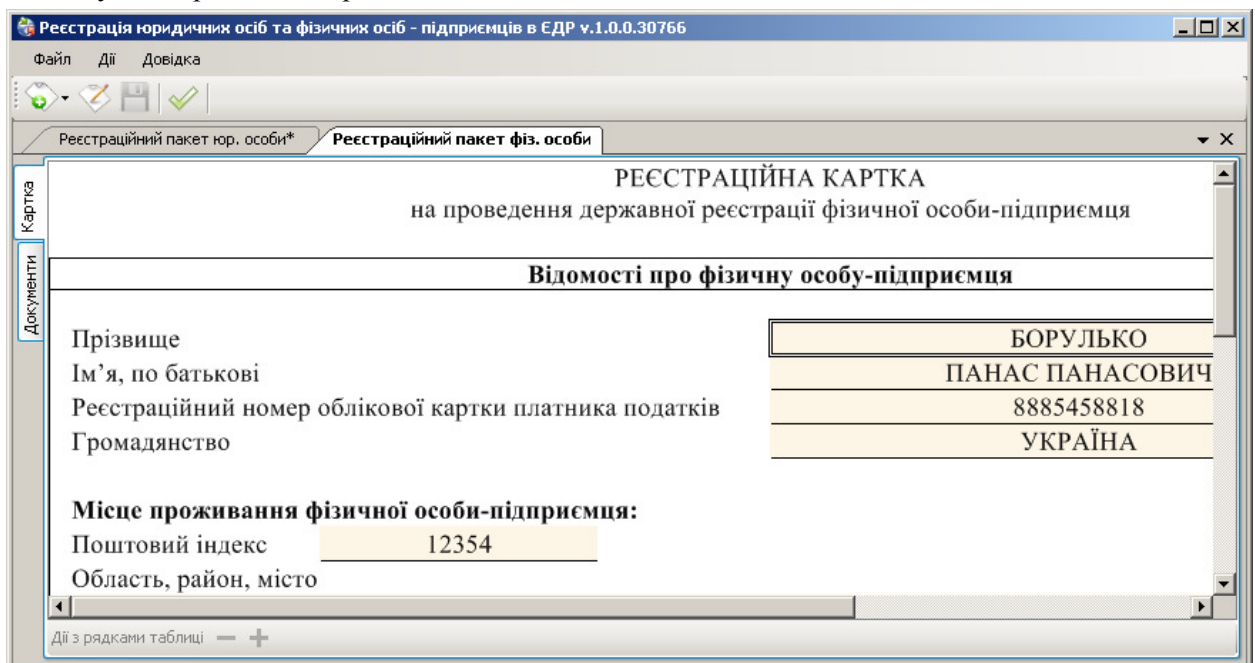 Реєстрація юридичних осіб та фізичних осіб - підприємців в ЄДР v.1.0.0.30766
Файл Дії Довідка
Реєстраційний пакет юр. особи* Реєстраційний пакет фіз. особи
Картка
Документи
РЕЄСТРАЦІЙНА КАРТКА
на проведення державної реєстрації фізичної особи-підприємця
Відомості про фізичну особу-підприємця
Прізвище БОРУЛЬКО
Ім’я, по батькові ПАНАС ПАНАСОВИЧ
Реєстраційний номер облікової картки платника податків 8885458818
Громадянство УКРАЇНА
Місце проживання фізичної особи-підприємця:
Поштовий індекс 12354
Область, район, місто
Дії з рядками таблиці